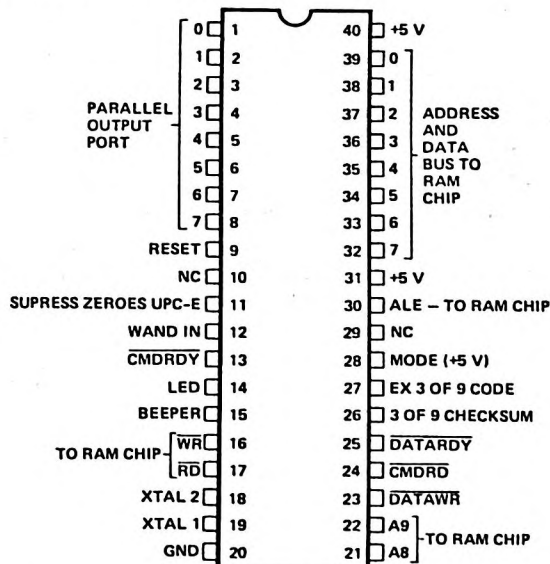 0 1 40 +5 V
1 2 39 0
2 3 38 1
3 4 37 2
4 5 36 3
5 6 35 4
6 7 34 5
7 8 33 6
PARALLEL
OUTPUT
PORT
ADDRESS
AND
DATA
BUS TO
RAM
CHIP
RESET 9 32 7
NC 10 31 +5 V
SUPRESS ZEROES UPC-E 11 30 ALE – TO RAM CHIP
WAND IN 12 29 NC
CMDRDY 13 28 MODE (+5 V)
LED 14 27 EX 3 OF 9 CODE
BEEPER 15 26 3 OF 9 CHECKSUM
TO RAM CHIP WR 16 25 DATARDY
RD 17 24 CMDRD
XTAL 2 18 23 DATAWR
XTAL 1 19 22 A9
GND 20 21 A8
TO RAM CHIP